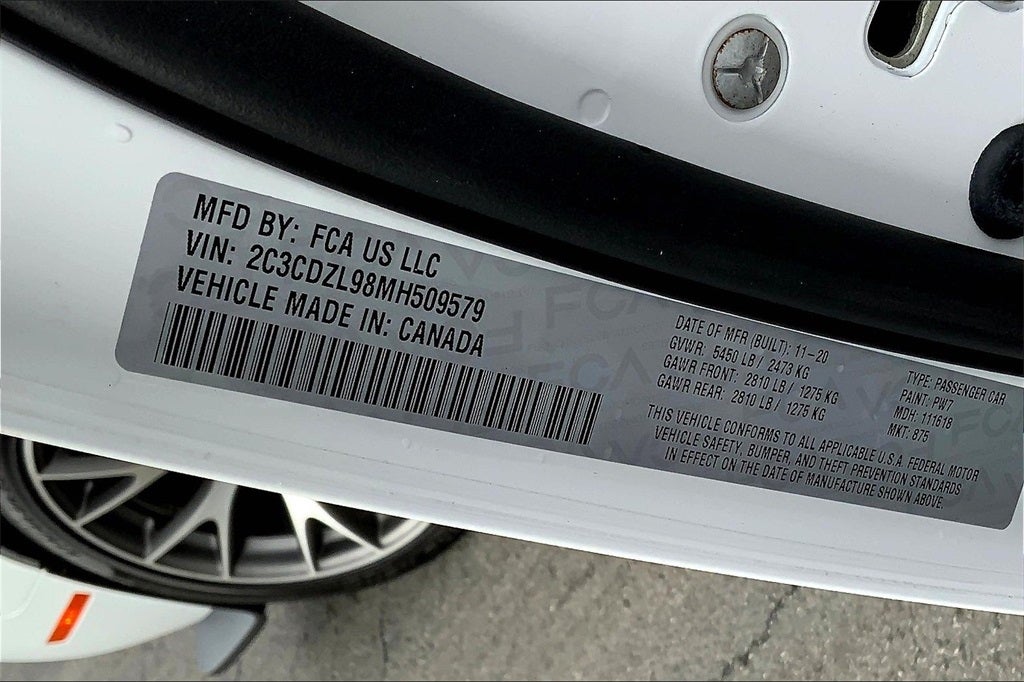 MFD BY: FCA US LLC
VIN: 2C3CDZL98MH509579
VEHICLE MADE IN: CANADA
DATE OF MFR (BUILT): 11-20
GVWR: 5450 LB / 2473 KG
GAWR FRONT: 2810 LB / 1275 KG
GAWR REAR: 2810 LB / 1275 KG
TYPE: PASSENGER CAR
PAINT: PW7
MDH: 111618
MKT: 875
THIS VEHICLE CONFORMS TO ALL APPLICABLE U.S.A. FEDERAL MOTOR
VEHICLE SAFETY, BUMPER, AND THEFT PREVENTION STANDARDS
IN EFFECT ON THE DATE OF MANUFACTURE SHOWN ABOVE.